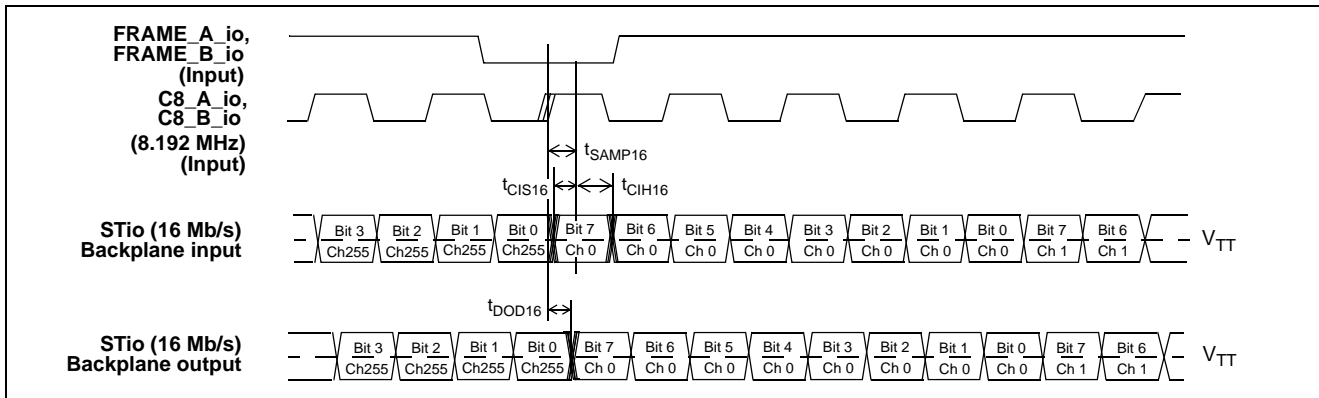 FRAME_A_io,
FRAME_B_io
(Input)
C8_A_io,
C8_B_io
(8.192 MHz)
(Input)
tSAMP16
tCIS16
tCIH16
STio (16 Mb/s)
Backplane input
Bit 3 Bit 2 Bit 1 Bit 0 Bit 7 Bit 6 Bit 5 Bit 4 Bit 3 Bit 2 Bit 1 Bit 0 Bit 7 Bit 6
Ch255 Ch255 Ch255 Ch255 Ch 0 Ch 0 Ch 0 Ch 0 Ch 0 Ch 0 Ch 0 Ch 0 Ch 1 Ch 1
VTT
tDOD16
STio (16 Mb/s)
Backplane output
Bit 3 Bit 2 Bit 1 Bit 0 Bit 7 Bit 6 Bit 5 Bit 4 Bit 3 Bit 2 Bit 1 Bit 0 Bit 7 Bit 6
Ch255 Ch255 Ch255 Ch255 Ch 0 Ch 0 Ch 0 Ch 0 Ch 0 Ch 0 Ch 0 Ch 0 Ch 1 Ch 1
VTT